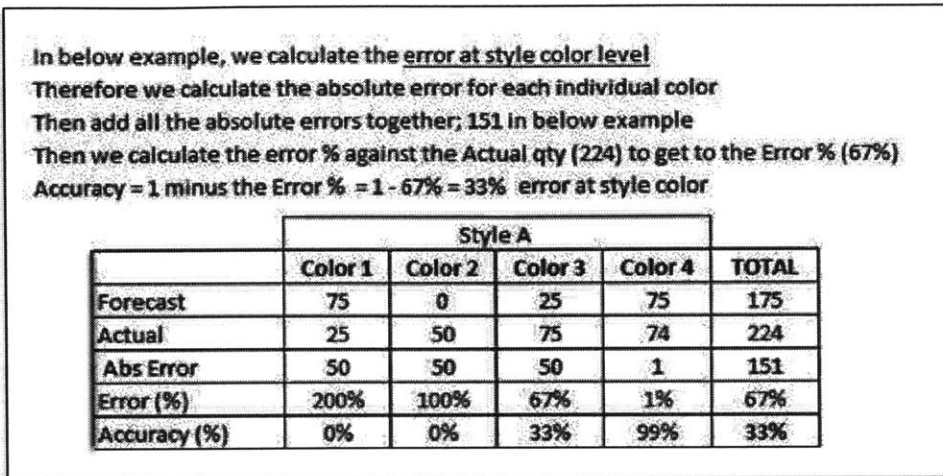 In below example, we calculate the error at style color level
Therefore we calculate the absolute error for each individual color
Then add all the absolute errors together; 151 in below example
Then we calculate the error % against the Actual qty (224) to get to the Error % (67%)
Accuracy = 1 minus the Error % = 1 - 67% = 33% error at style color
Style A
Color 1 Color 2 Color 3 Color 4 TOTAL
Forecast 75 0 25 75 175
Actual 25 50 75 74 224
Abs Error 50 50 50 1 151
Error (%) 200% 100% 67% 1% 67%
Accuracy (%) 0% 0% 33% 99% 33%